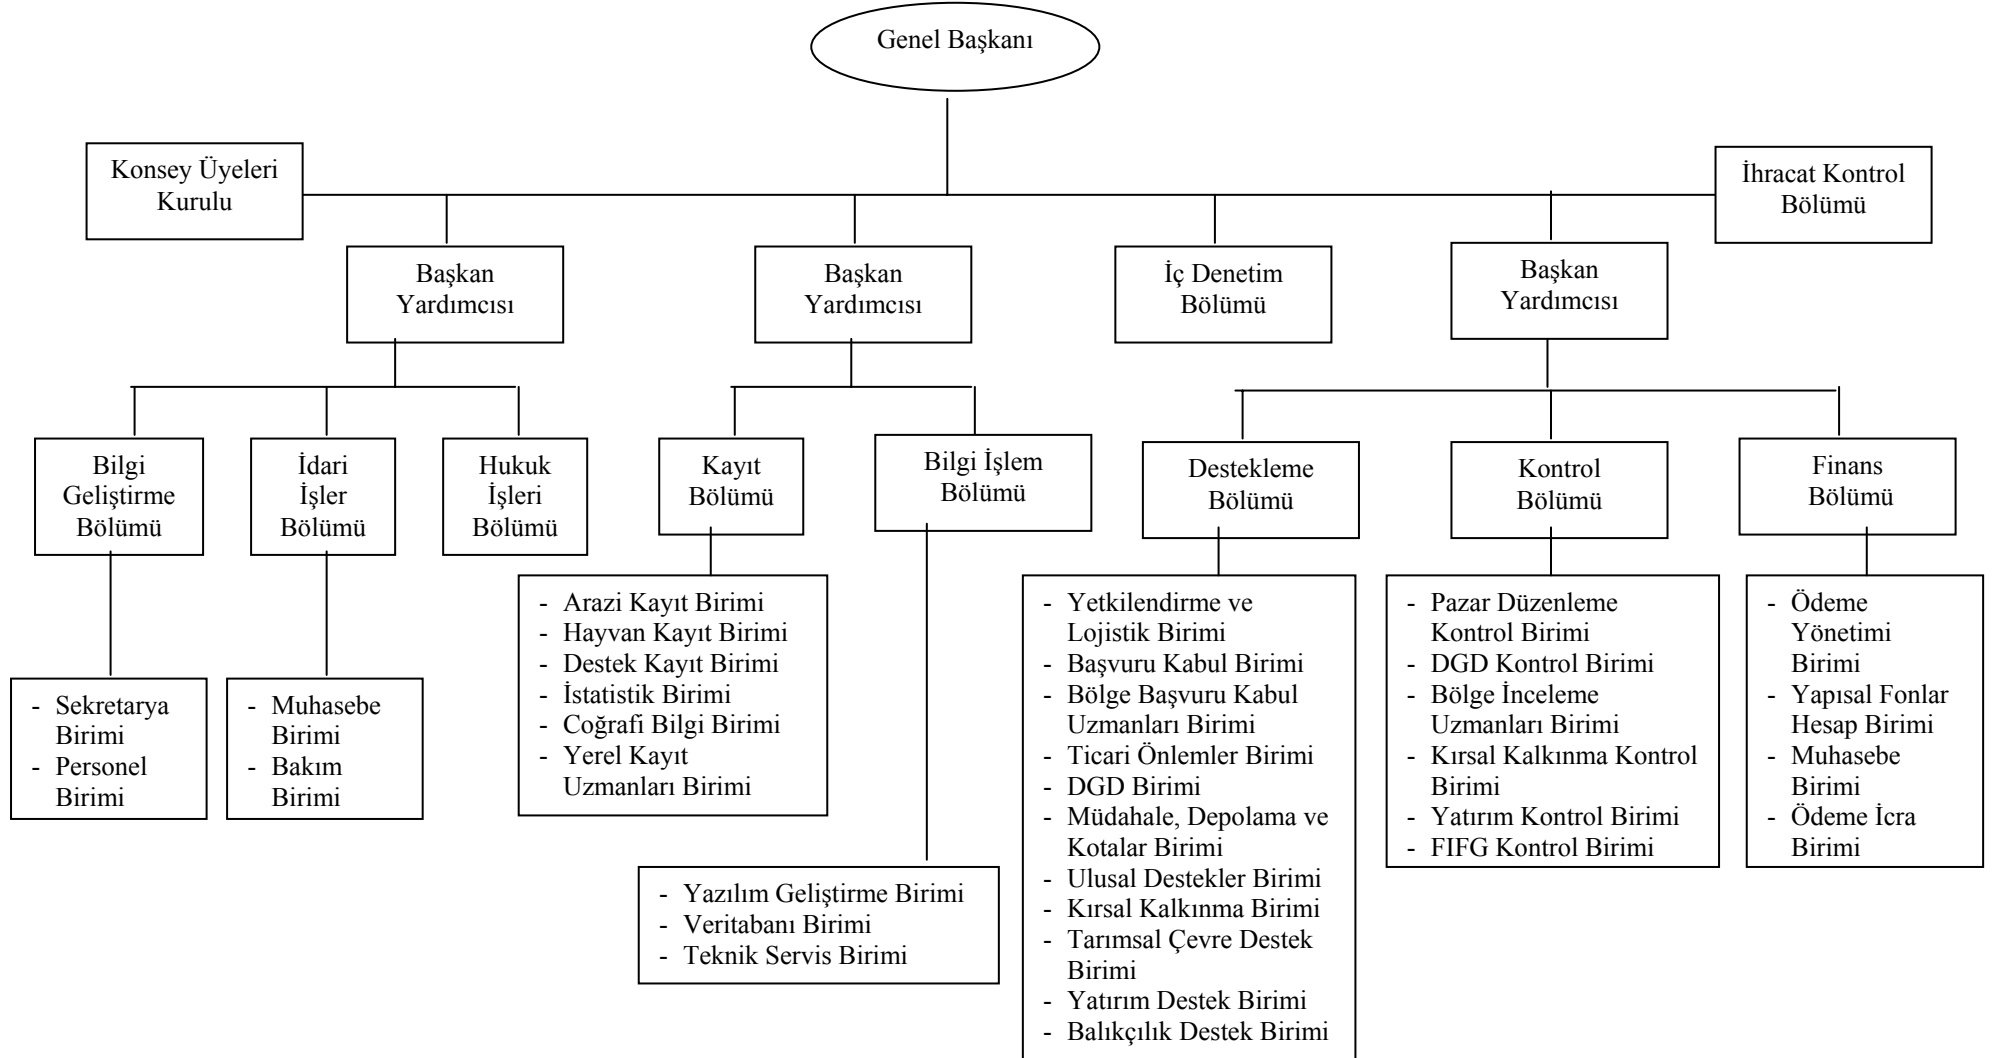 Genel Başkanı
Konsey Üyeleri
Kurulu
İhracat Kontrol
Bölümü
Başkan
Yardımcısı
Başkan
Yardımcısı
İç Denetim
Bölümü
Başkan
Yardımcısı
Bilgi
Geliştirme
Bölümü
İdari
İşler
Bölümü
Hukuk
İşleri
Bölümü
Kayıt
Bölümü
Bilgi İşlem
Bölümü
Destekleme
Bölümü
Kontrol
Bölümü
Finans
Bölümü
- Sekretarya
Birimi
- Personel
Birimi
- Muhasebe
Birimi
- Bakım
Birimi
- Arazi Kayıt Birimi
- Hayvan Kayıt Birimi
- Destek Kayıt Birimi
- İstatistik Birimi
- Coğrafi Bilgi Birimi
- Yerel Kayıt
Uzmanları Birimi
- Yazılım Geliştirme Birimi
- Veritabanı Birimi
- Teknik Servis Birimi
- Yetkilendirme ve
Lojistik Birimi
- Başvuru Kabul Birimi
- Bölge Başvuru Kabul
Uzmanları Birimi
- Ticari Önlemler Birimi
- DGD Birimi
- Müdahale, Depolama ve
Kotalar Birimi
- Ulusal Destekler Birimi
- Kırsal Kalkınma Birimi
- Tarımsal Çevre Destek
Birimi
- Yatırım Destek Birimi
- Balıkçılık Destek Birimi
- Pazar Düzenleme
Kontrol Birimi
- DGD Kontrol Birimi
- Bölge İnceleme
Uzmanları Birimi
- Kırsal Kalkınma Kontrol
Birimi
- Yatırım Kontrol Birimi
- FIFG Kontrol Birimi
- Ödeme
Yönetimi
Birimi
- Yapısal Fonlar
Hesap Birimi
- Muhasebe
Birimi
- Ödeme İcra
Birimi